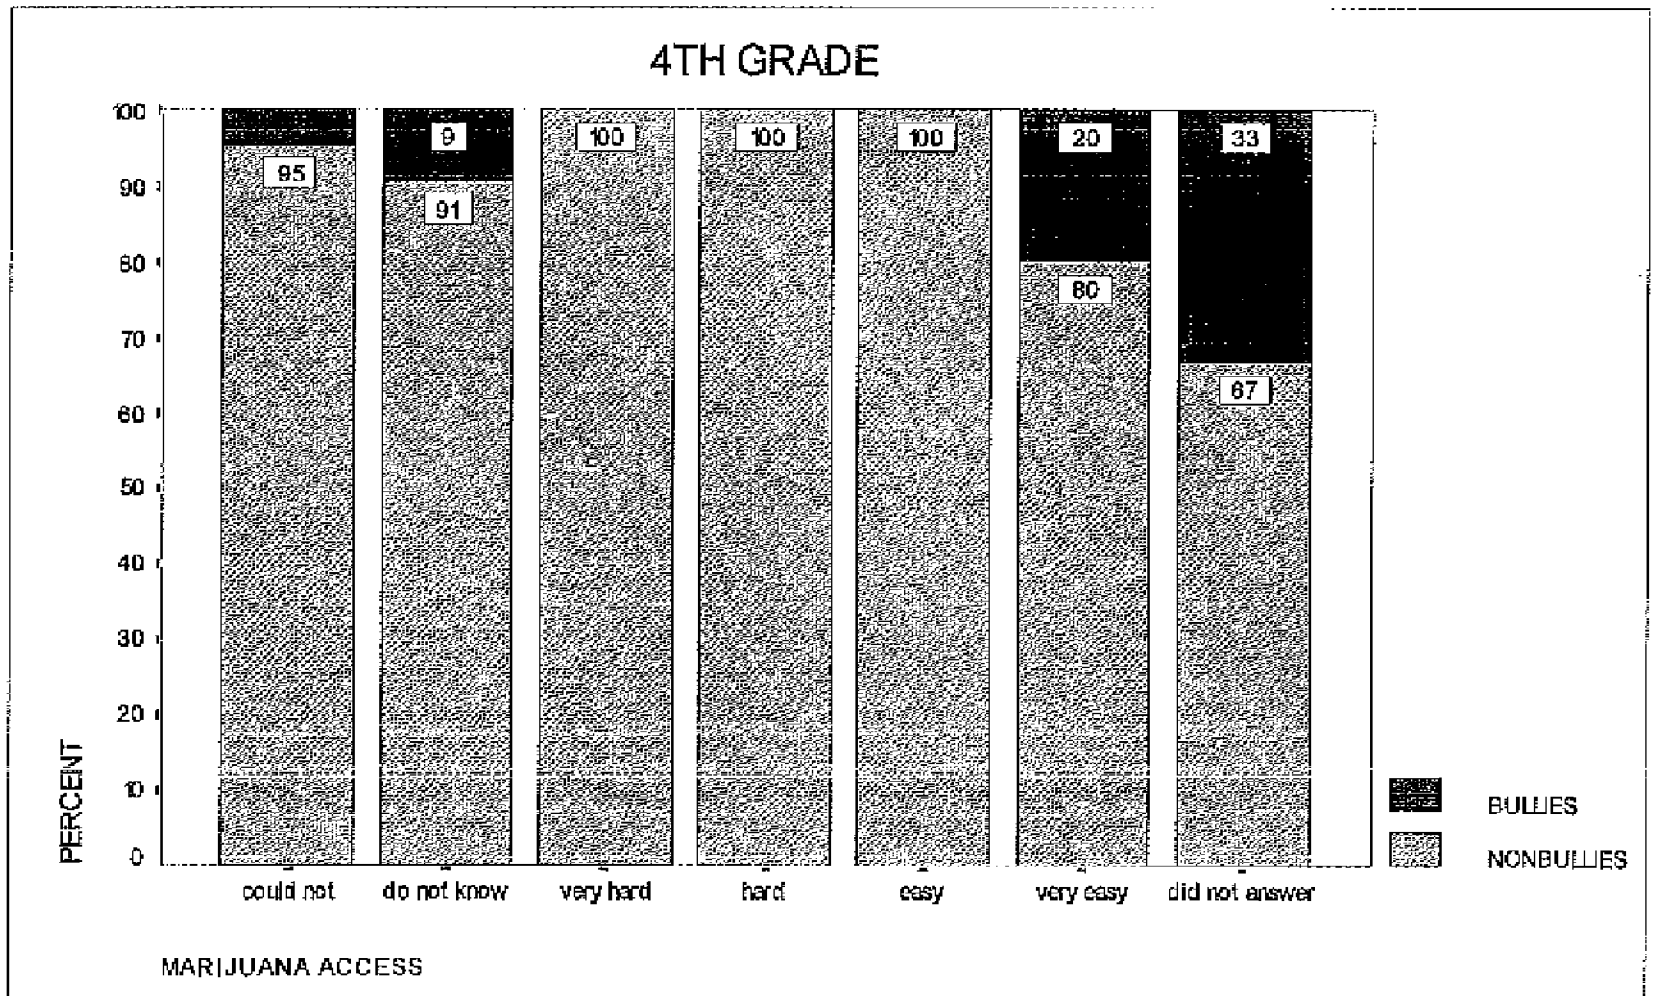 4TH GRADE
100
90
80
70
60
50
40
30
20
10
0
PERCENT
95
9
91
100
100
100
20
80
33
67
could not
do not know
very hard
hard
easy
very easy
did not answer
MARIJUANA ACCESS
BULLIES
NONBULLIES